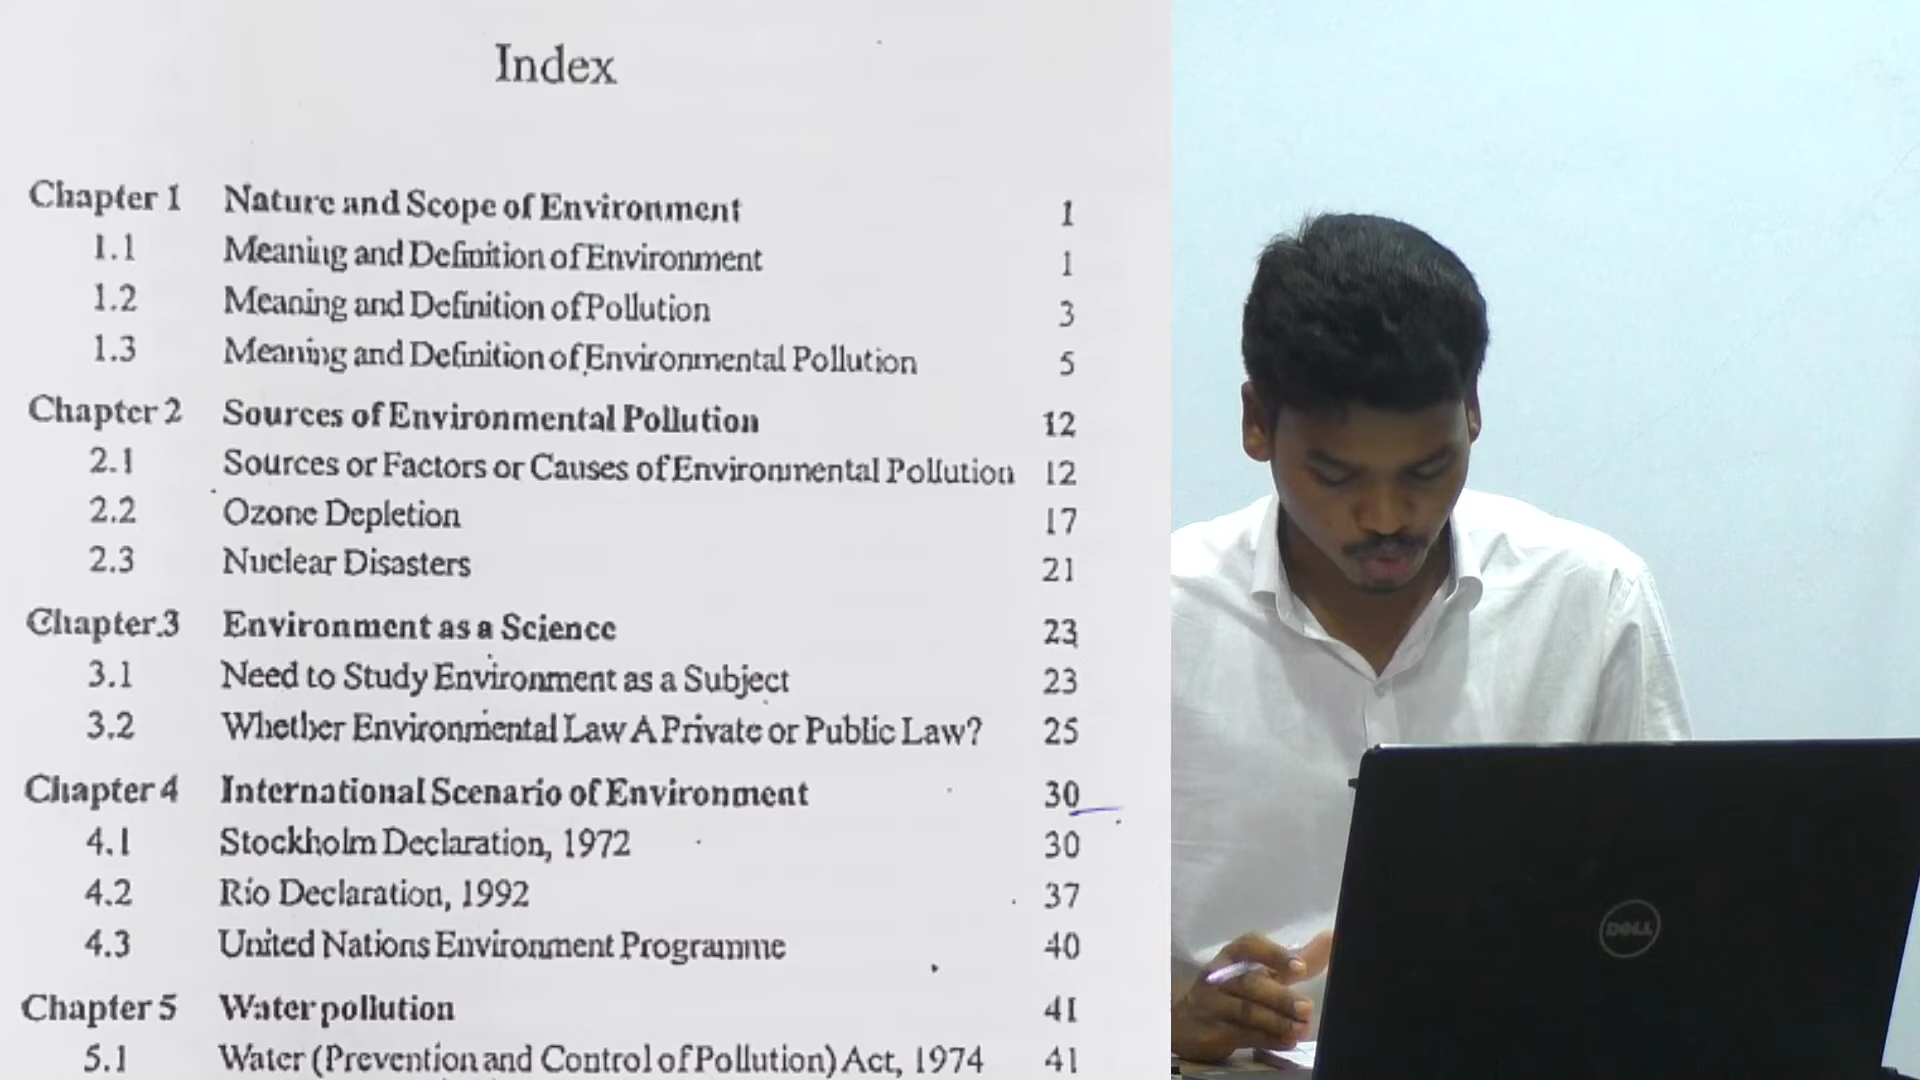 Index
Chapter 1 Nature and Scope of Environment 1
1.1 Meaning and Definition of Environment 1
1.2 Meaning and Definition of Pollution 3
1.3 Meaning and Definition of Environmental Pollution 5
Chapter 2 Sources of Environmental Pollution 12
2.1 Sources or Factors or Causes of Environmental Pollution 12
2.2 Ozone Depletion 17
2.3 Nuclear Disasters 21
Chapter.3 Environment as a Science 23
3.1 Need to Study Environment as a Subject 23
3.2 Whether Environmental Law A Private or Public Law? 25
Chapter 4 International Scenario of Environment 30
4.1 Stockholm Declaration, 1972 30
4.2 Rio Declaration, 1992 37
4.3 United Nations Environment Programme 40
Chapter 5 Water pollution 41
5.1 Water (Prevention and Control of Pollution) Act, 1974 41
DELL